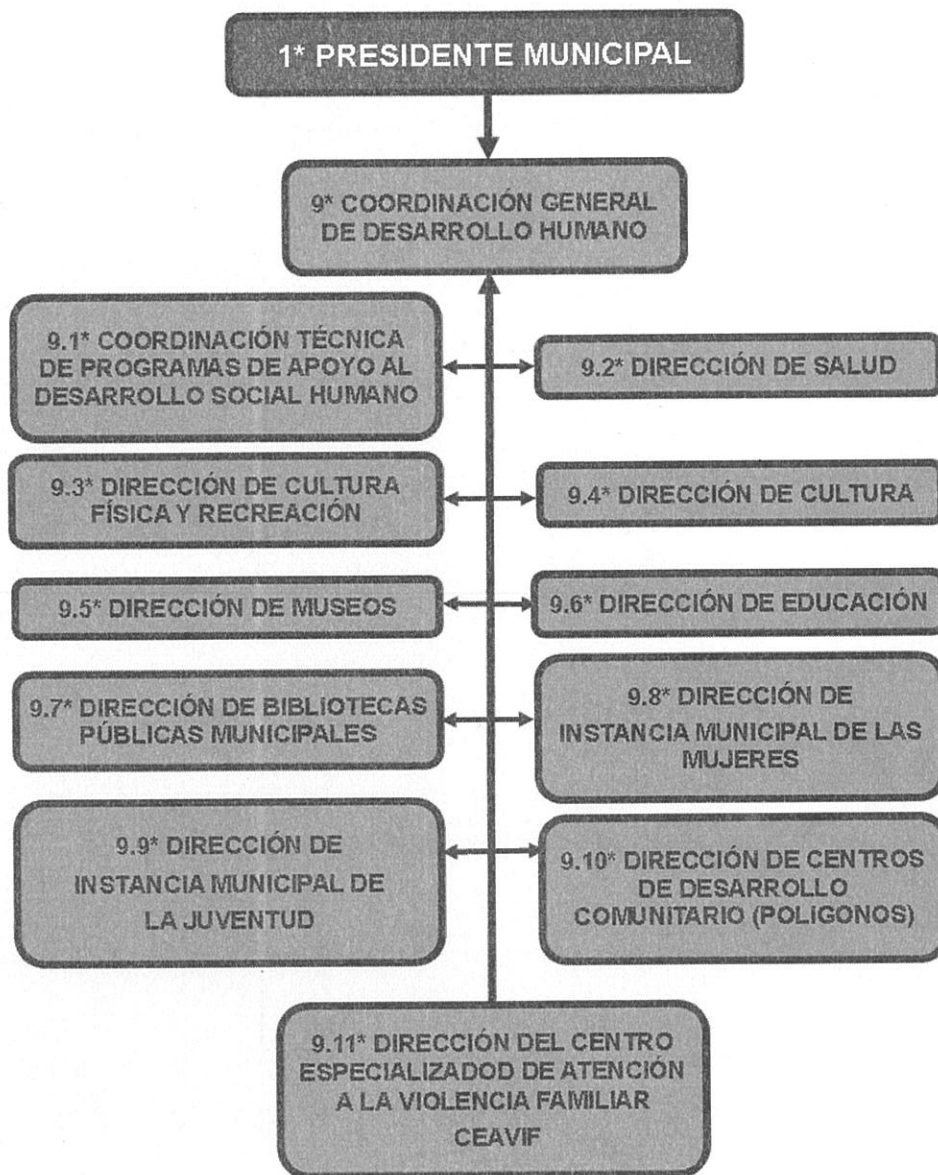 1* PRESIDENTE MUNICIPAL
9* COORDINACIÓN GENERAL
DE DESARROLLO HUMANO
9.1* COORDINACIÓN TÉCNICA
DE PROGRAMAS DE APOYO AL
DESARROLLO SOCIAL HUMANO
9.2* DIRECCIÓN DE SALUD
9.3* DIRECCIÓN DE CULTURA
FÍSICA Y RECREACIÓN
9.4* DIRECCIÓN DE CULTURA
9.5* DIRECCIÓN DE MUSEOS
9.6* DIRECCIÓN DE EDUCACIÓN
9.7* DIRECCIÓN DE BIBLIOTECAS
PÚBLICAS MUNICIPALES
9.8* DIRECCIÓN DE
INSTANCIA MUNICIPAL DE LAS
MUJERES
9.9* DIRECCIÓN DE
INSTANCIA MUNICIPAL DE
LA JUVENTUD
9.10* DIRECCIÓN DE CENTROS
DE DESARROLLO
COMUNITARIO (POLIGONOS)
9.11* DIRECCIÓN DEL CENTRO
ESPECIALIZADOD DE ATENCIÓN
A LA VIOLENCIA FAMILIAR
CEAVIF